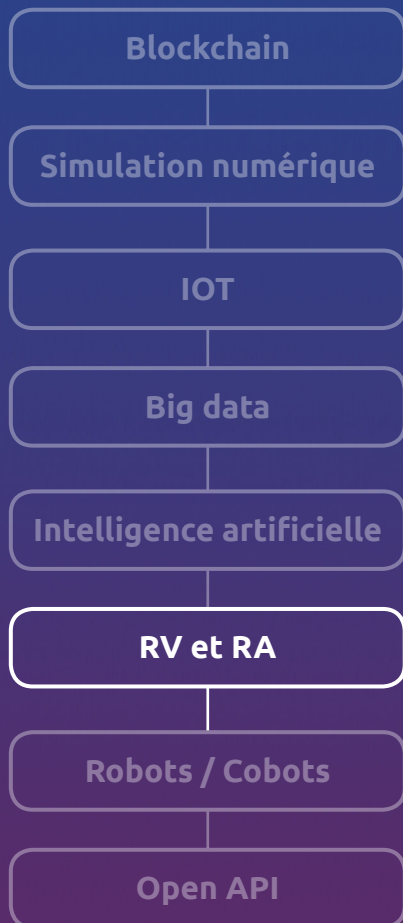 Blockchain
Simulation numérique
IOT
Big data
Intelligence artificielle
RV et RA
Robots / Cobots
Open API